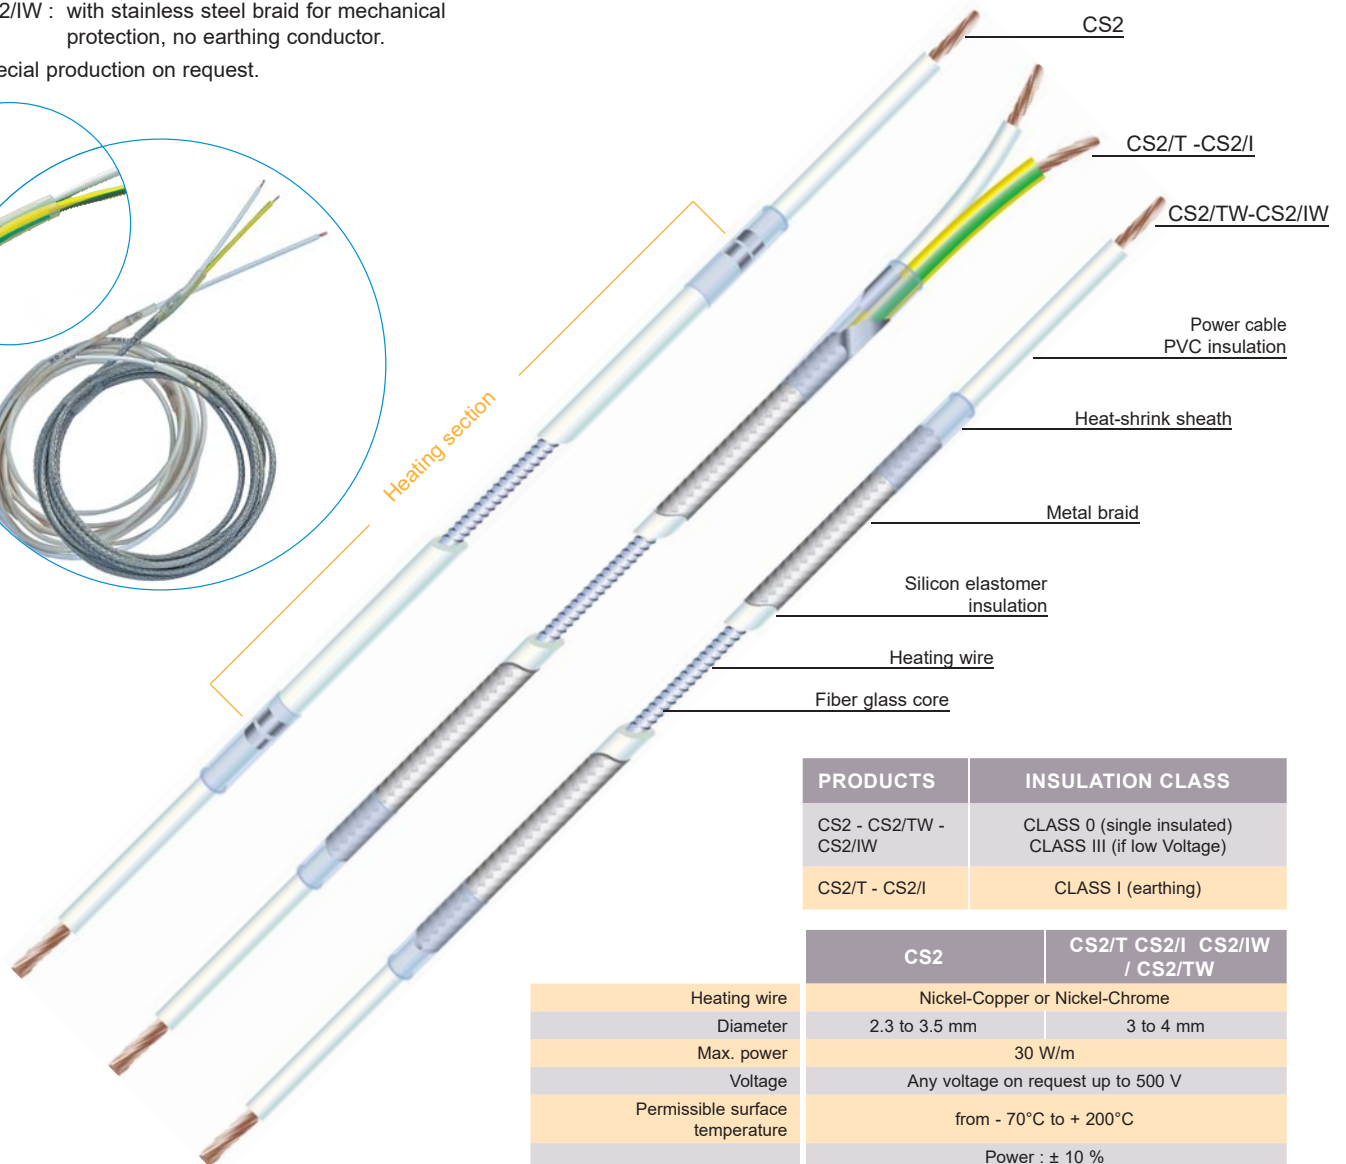 2/IW : with stainless steel braid for mechanical
protection, no earthing conductor.
ecial production on request.
CS2
CS2/T -CS2/I
CS2/TW-CS2/IW
Power cable
PVC insulation
Heat-shrink sheath
Heating section
Metal braid
Silicon elastomer
insulation
Heating wire
Fiber glass core
PRODUCTS INSULATION CLASS
CS2 - CS2/TW - CLASS 0 (single insulated)
CS2/IW CLASS III (if low Voltage)
CS2/T - CS2/I CLASS I (earthing)
CS2 CS2/T CS2/I CS2/IW
/ CS2/TW
Heating wire Nickel-Copper or Nickel-Chrome
Diameter 2.3 to 3.5 mm 3 to 4 mm
Max. power 30 W/m
Voltage Any voltage on request up to 500 V
Permissible surface
temperature from - 70°C to + 200°C
Power : ± 10 %